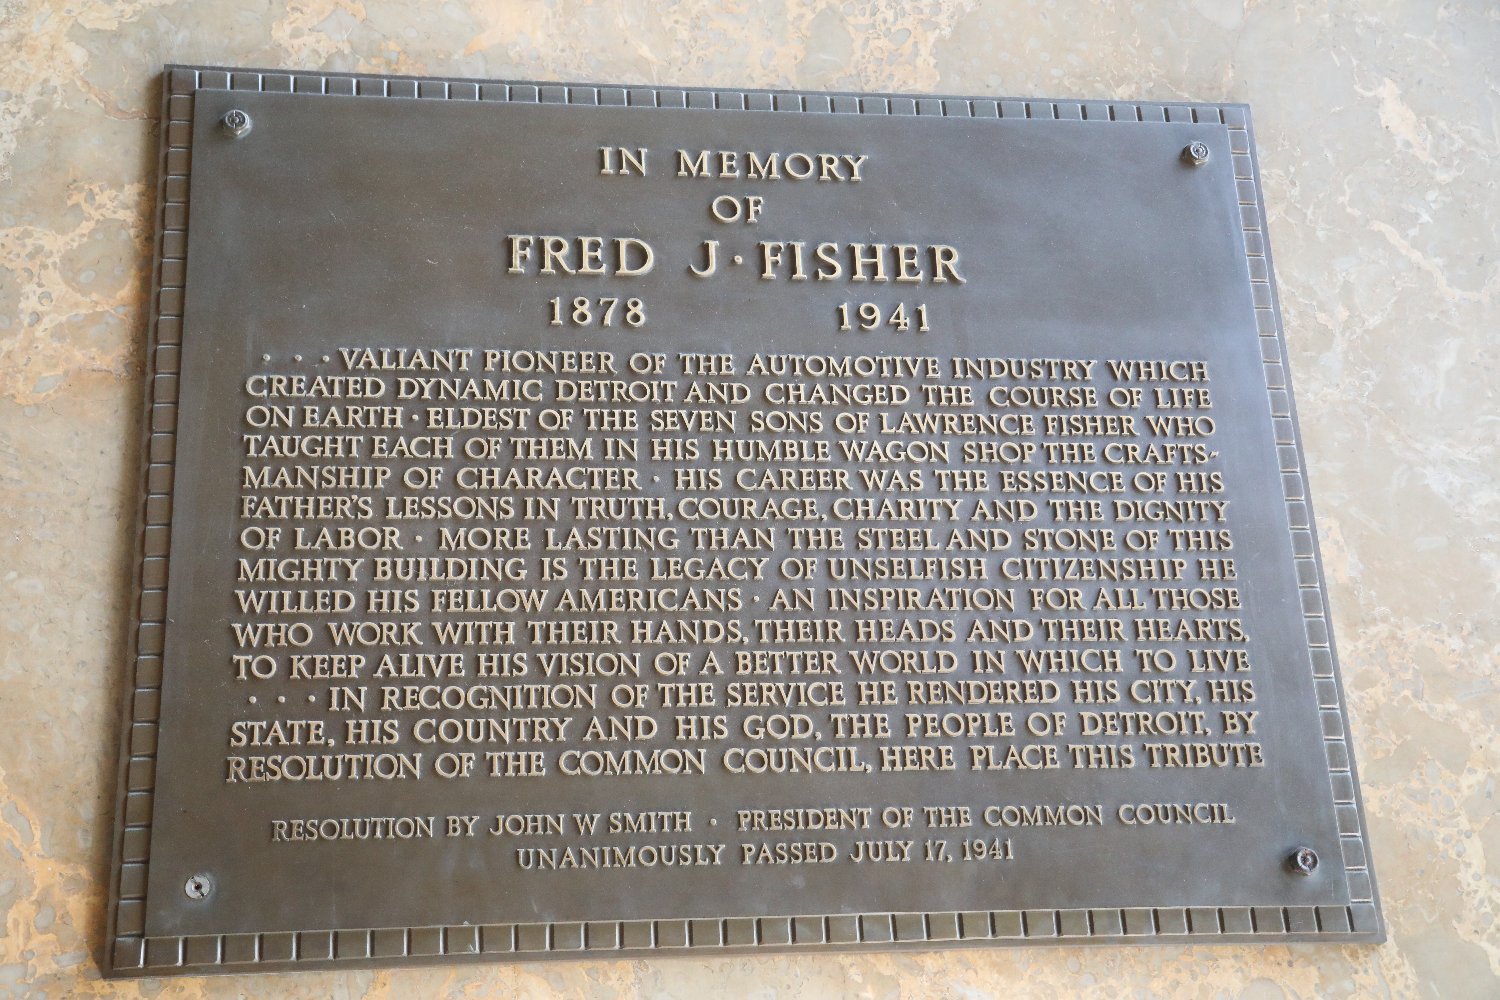 IN MEMORY
OF
FRED J · FISHER
1878 1941
· · · VALIANT PIONEER OF THE AUTOMOTIVE INDUSTRY WHICH
CREATED DYNAMIC DETROIT AND CHANGED THE COURSE OF LIFE
ON EARTH · ELDEST OF THE SEVEN SONS OF LAWRENCE FISHER WHO
TAUGHT EACH OF THEM IN HIS HUMBLE WAGON SHOP THE CRAFTS-
MANSHIP OF CHARACTER · HIS CAREER WAS THE ESSENCE OF HIS
FATHER'S LESSONS IN TRUTH, COURAGE, CHARITY AND THE DIGNITY
OF LABOR · MORE LASTING THAN THE STEEL AND STONE OF THIS
MIGHTY BUILDING IS THE LEGACY OF UNSELFISH CITIZENSHIP HE
WILLED HIS FELLOW AMERICANS · AN INSPIRATION FOR ALL THOSE
WHO WORK WITH THEIR HANDS, THEIR HEADS AND THEIR HEARTS,
TO KEEP ALIVE HIS VISION OF A BETTER WORLD IN WHICH TO LIVE
· · · IN RECOGNITION OF THE SERVICE HE RENDERED HIS CITY, HIS
STATE, HIS COUNTRY AND HIS GOD, THE PEOPLE OF DETROIT, BY
RESOLUTION OF THE COMMON COUNCIL, HERE PLACE THIS TRIBUTE
RESOLUTION BY JOHN W SMITH · PRESIDENT OF THE COMMON COUNCIL
UNANIMOUSLY PASSED JULY 17, 1941